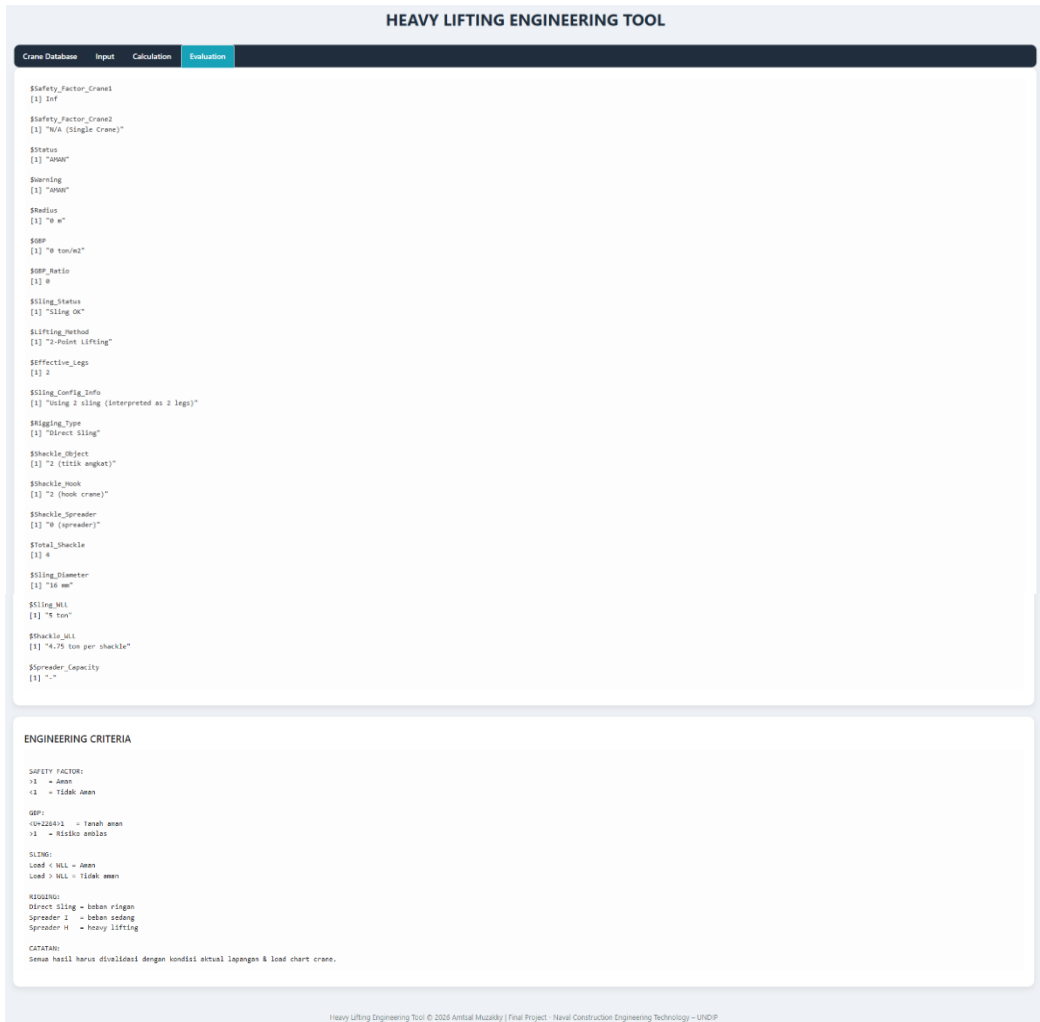 HEAVY LIFTING ENGINEERING TOOL
Crane Database Input Calculation Evaluation
$Safety_Factor_Crane1
[1] Inf
$Safety_Factor_Crane2
[1] "N/A (Single Crane)"
$Status
[1] "AMAN"
$Warning
[1] "AMAN"
$Radius
[1] "0 m"
$GBP
[1] "0 ton/m2"
$GBP_Ratio
[1] 0
$Sling_Status
[1] "Sling OK"
$Lifting_Method
[1] "2-Point Lifting"
$Effective_Legs
[1] 2
$Sling_Config_Info
[1] "Using 2 sling (interpreted as 2 legs)"
$Rigging_Type
[1] "Direct Sling"
$Shackle_Object
[1] "2 (titik angkat)"
$Shackle_Hook
[1] "2 (hook crane)"
$Shackle_Spreader
[1] "0 (spreader)"
$Total_Shackle
[1] 4
$Sling_Diameter
[1] "16 mm"
$Sling_WLL
[1] "5 ton"
$Shackle_WLL
[1] "4.75 ton per shackle"
$Spreader_Capacity
[1] "-"
ENGINEERING CRITERIA
SAFETY FACTOR:
>1 = Aman
<1 = Tidak Aman
GBP:
<U+2264>1 = Tanah aman
>1 = Risiko amblas
SLING:
Load < WLL = Aman
Load > WLL = Tidak aman
RIGGING:
Direct Sling = beban ringan
Spreader I = beban sedang
Spreader H = heavy lifting
CATATAN:
Semua hasil harus divalidasi dengan kondisi aktual lapangan & load chart crane.
Heavy Lifting Engineering Tool © 2026 Amtsal Muzakky | Final Project - Naval Construction Engineering Technology – UNDIP